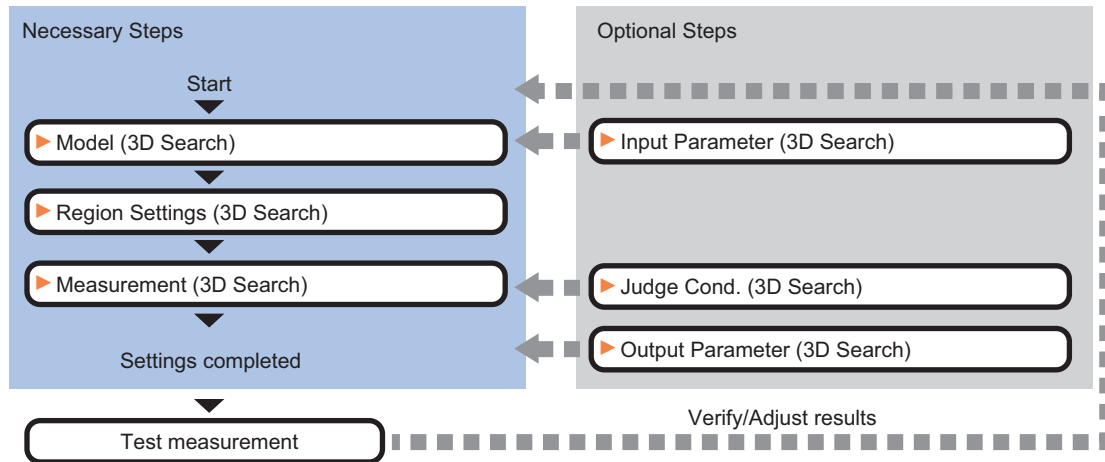 Necessary Steps
Optional Steps
Start
Model (3D Search)
Input Parameter (3D Search)
Region Settings (3D Search)
Measurement (3D Search)
Judge Cond. (3D Search)
Output Parameter (3D Search)
Settings completed
Verify/Adjust results
Test measurement